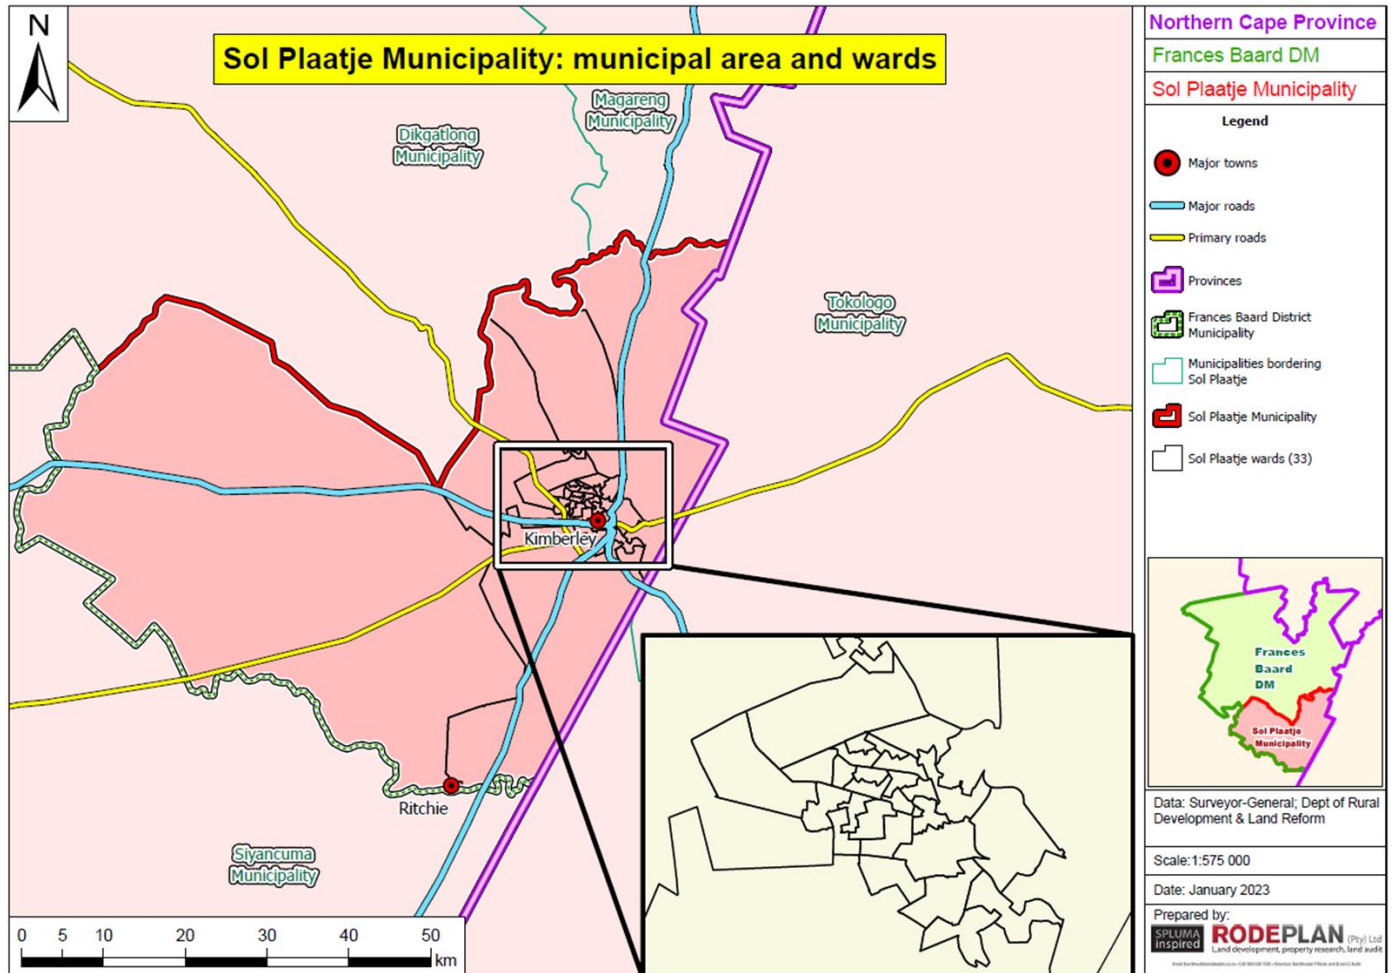 N
Sol Plaatje Municipality: municipal area and wards
Magareng
Municipality
Dikgatlong
Municipality
Tokologo
Municipality
Kimberley
Ritchie
Siyancuma
Municipality
0 5 10 20 30 40 50
km
Northern Cape Province
Frances Baard DM
Sol Plaatje Municipality
Legend
Major towns
Major roads
Primary roads
Provinces
Frances Baard District
Municipality
Municipalities bordering
Sol Plaatje
Sol Plaatje Municipality
Sol Plaatje wards (33)
Frances
Baard
DM
Sol Plaatje
Municipality
Data: Surveyor-General; Dept of Rural
Development & Land Reform
Scale:1:575 000
Date: January 2023
Prepared by:
SPLUMA
inspired
RODEPLAN (Pty) Ltd
Land development, property research, land audit